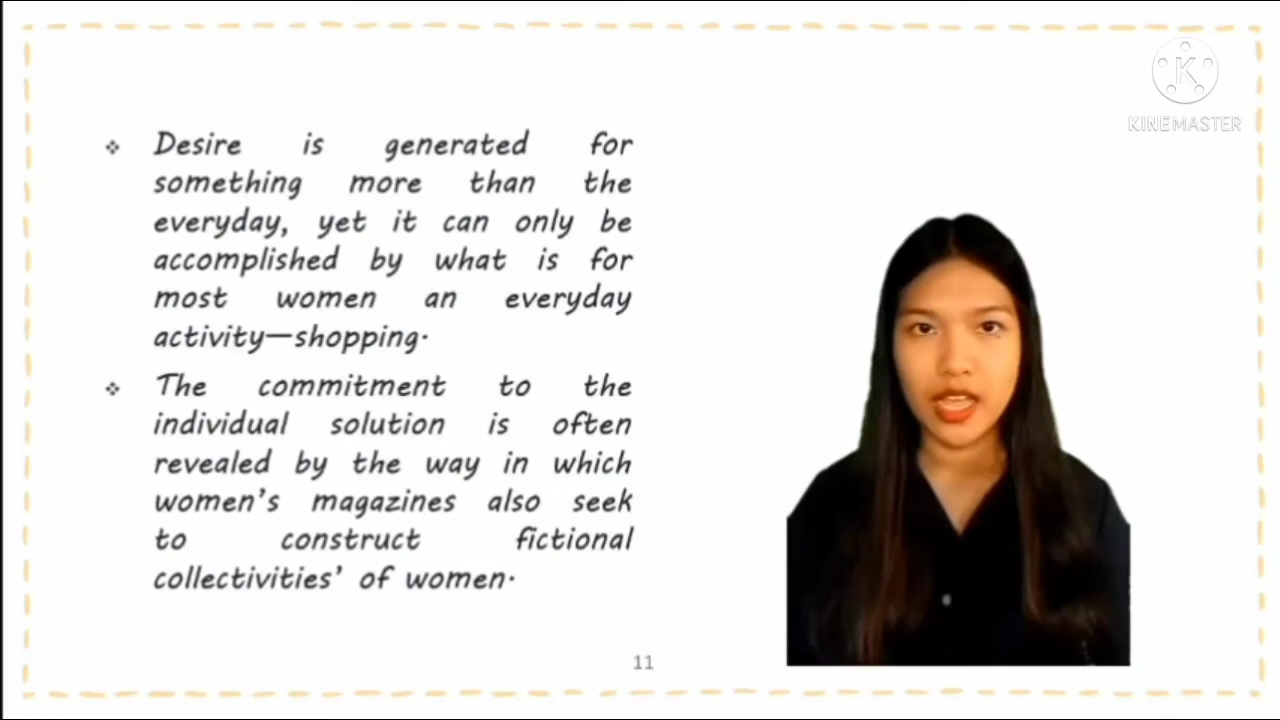 KINEMASTER
❖ Desire is generated for
something more than the
everyday, yet it can only be
accomplished by what is for
most women an everyday
activity—shopping.
❖ The commitment to the
individual solution is often
revealed by the way in which
women’s magazines also seek
to construct fictional
collectivities’ of women.
11